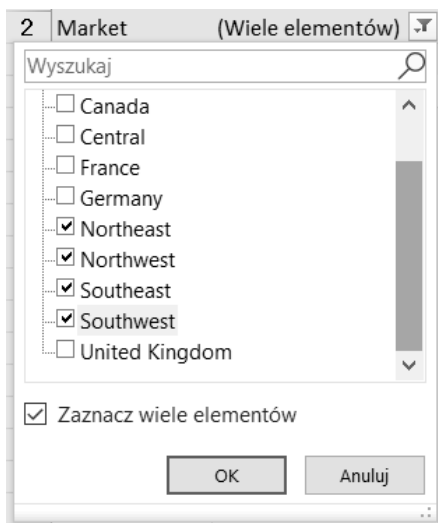 2 Market (Wiele elementów)
Wyszukaj
Canada
Central
France
Germany
Northeast
Northwest
Southeast
Southwest
United Kingdom
Zaznacz wiele elementów
OK Anuluj